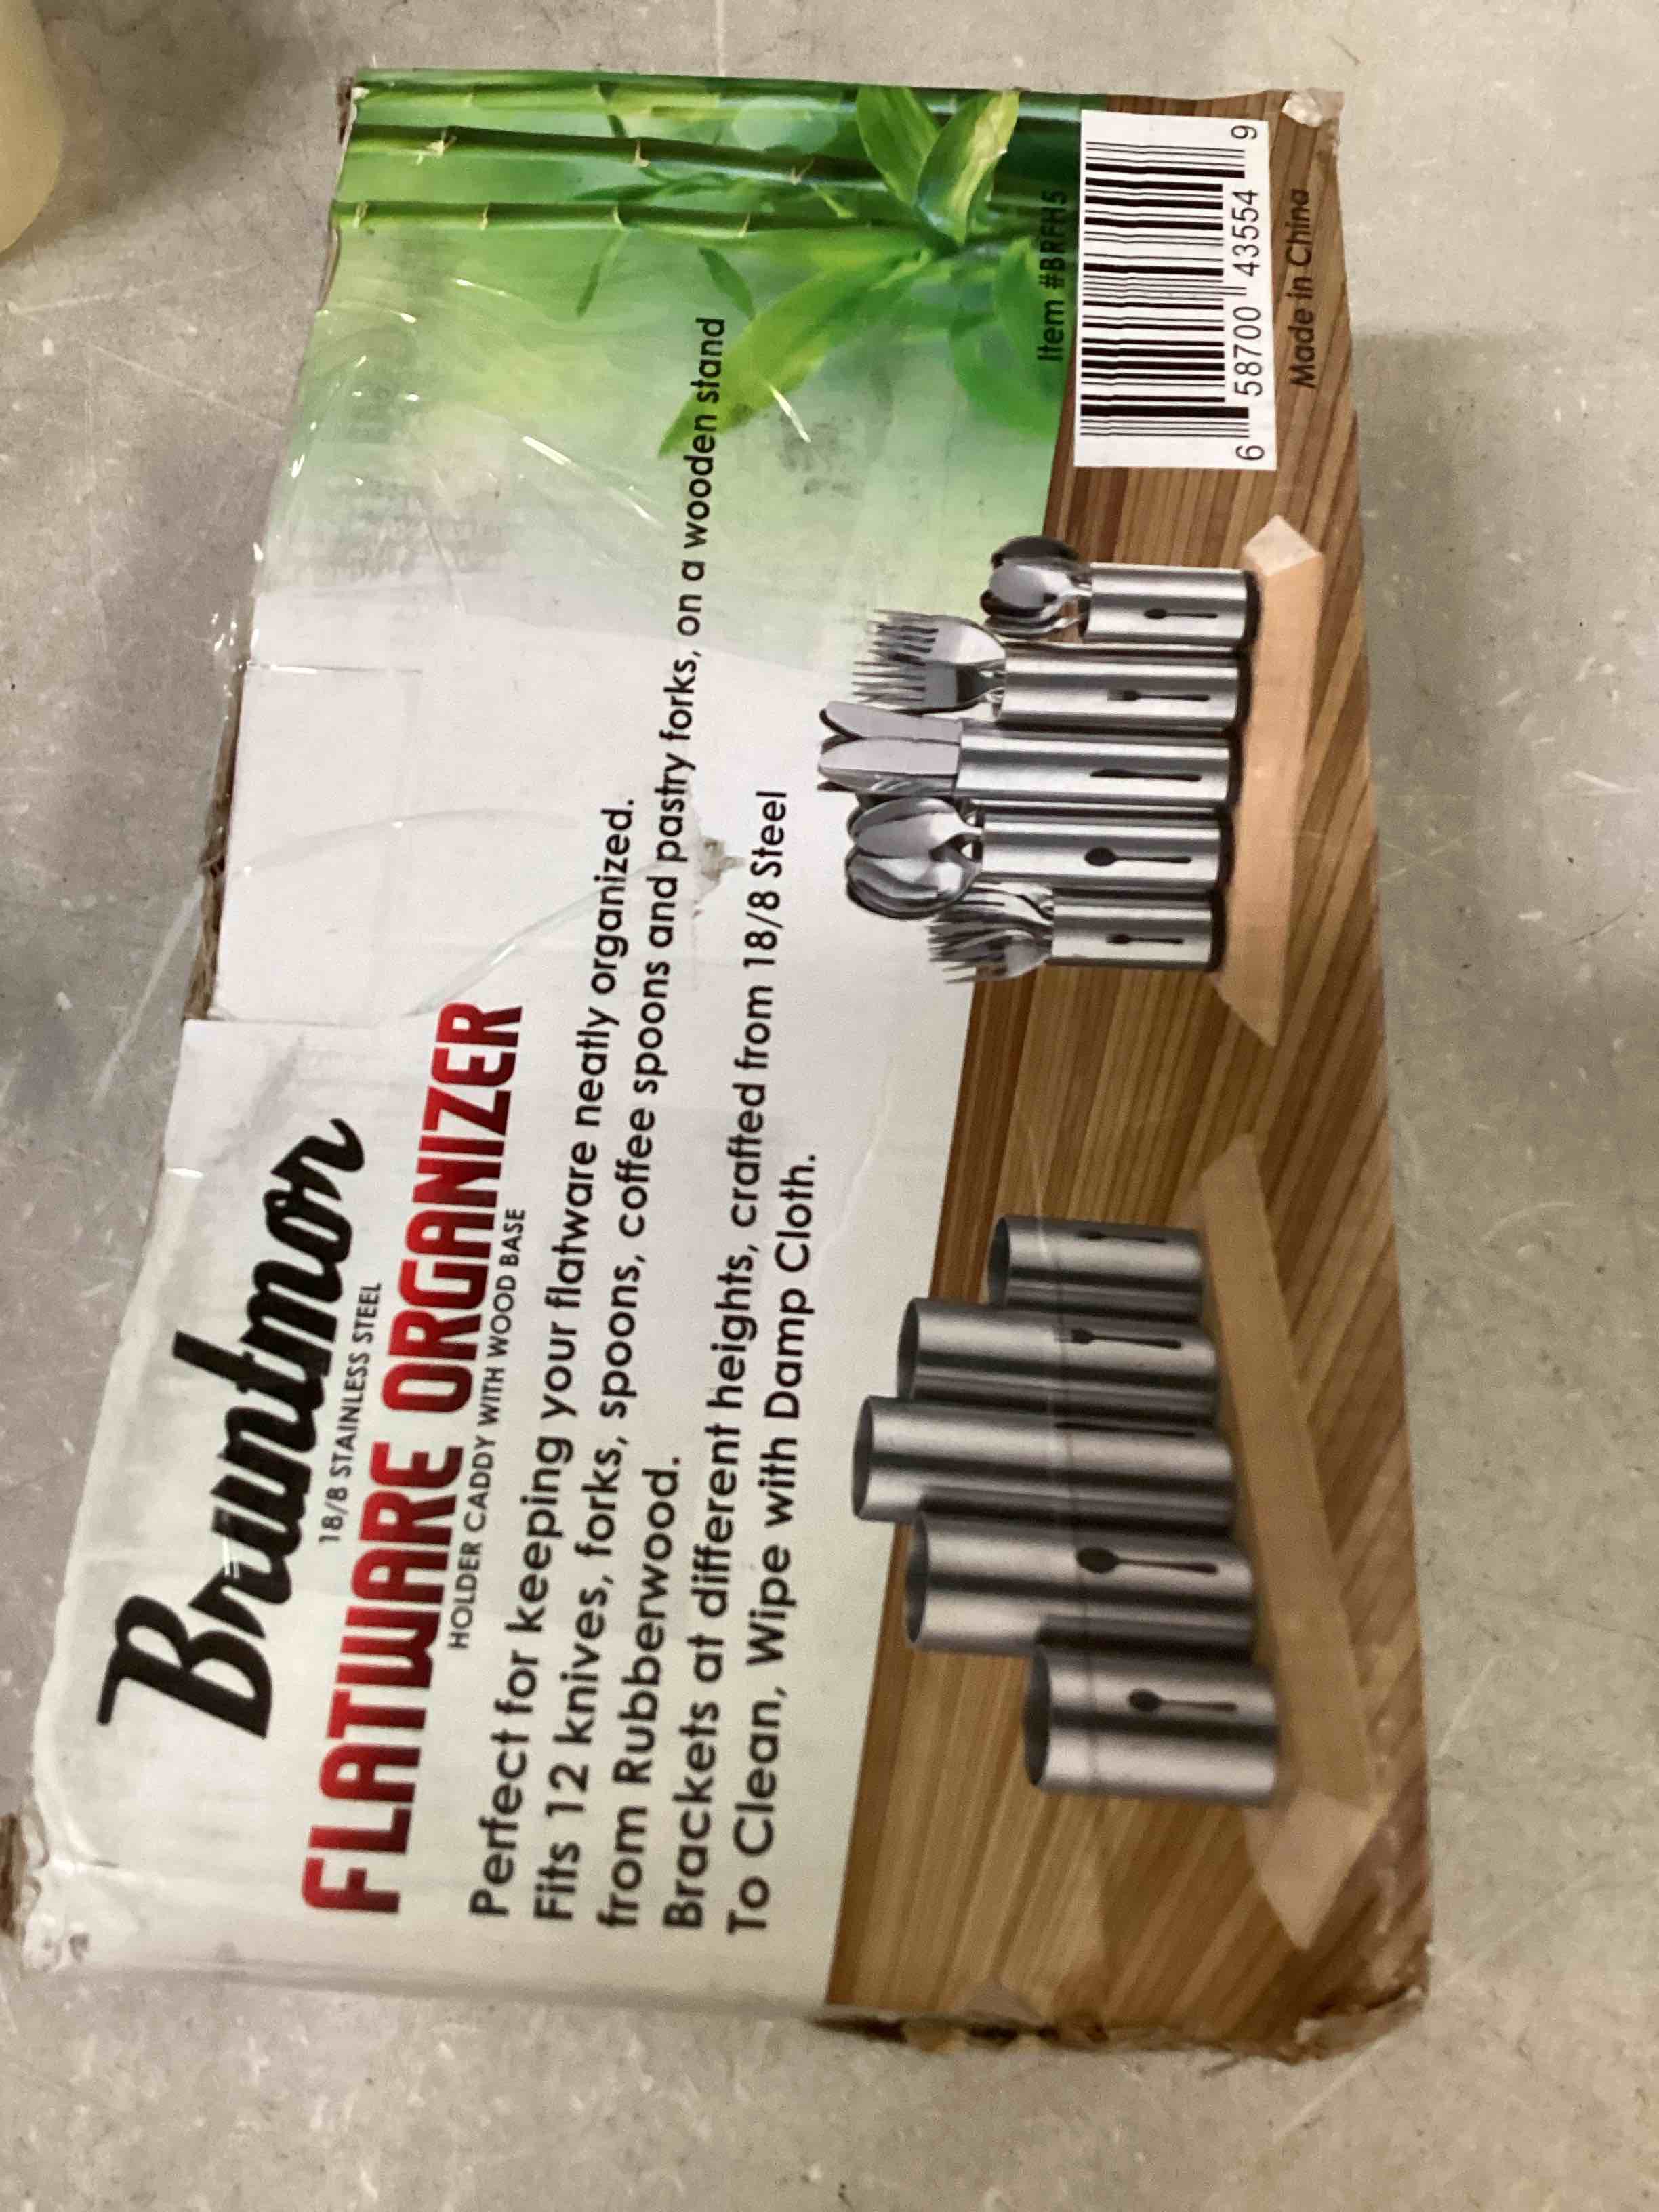 Bruntmor
18/8 STAINLESS STEEL
FLATWARE ORGANIZER
HOLDER CADDY WITH WOOD BASE
Perfect for keeping your flatware neatly organized.
Fits 12 knives, forks, spoons, coffee spoons and pastry forks, on a wooden stand
from Rubberwood.
Brackets at different heights, crafted from 18/8 Steel
To Clean, Wipe with Damp Cloth.
Item #BRFH5
6 58700 43554 9
Made in China